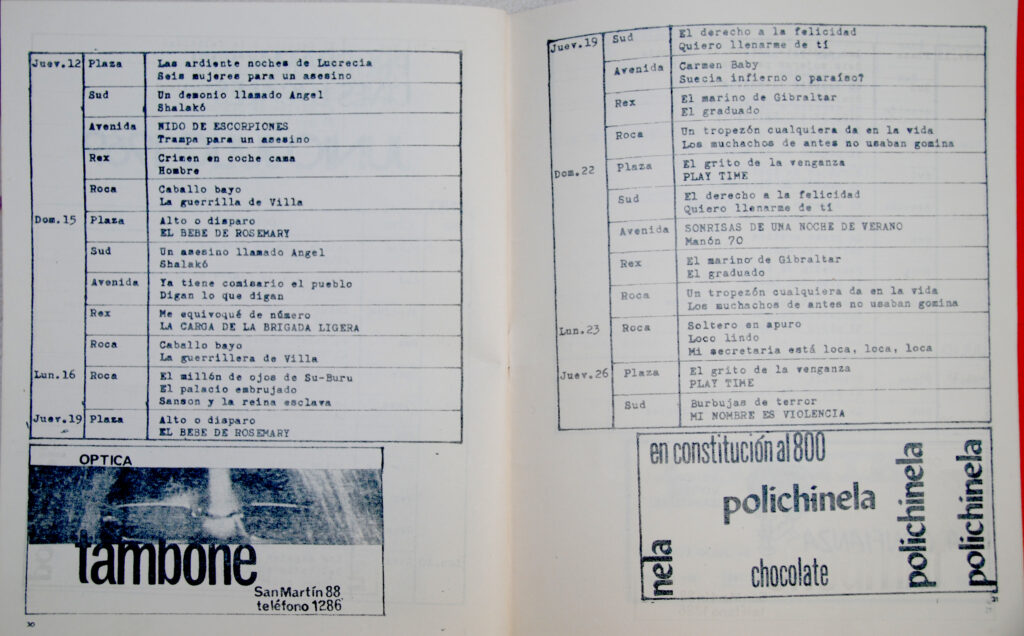 Juev.12 Plaza Las ardiente noches de Lucrecia
Seis mujeres para un asesino
Sud Un demonio llamado Angel
Shalakó
Avenida NIDO DE ESCORPIONES
Trampa para un asesino
Rex Crimen en coche cama
Hombre
Roca Caballo bayo
La guerrilla de Villa
Dom.15 Plaza Alto o disparo
EL BEBE DE ROSEMARY
Sud Un asesino llamado Angel
Shalakó
Avenida Ya tiene comisario el pueblo
Digan lo que digan
Rex Me equivoqué de número
LA CARGA DE LA BRIGADA LIGERA
Roca Caballo bayo
La guerrillera de Villa
Lun.16 Roca El millón de ojos de Su-Buru
El palacio embrujado
Sanson y la reina esclava
Juev.19 Plaza Alto o disparo
EL BEBE DE ROSEMARY
OPTICA
tambone
San Martín 88
teléfono 1286
30
Juev.19 Sud El derecho a la felicidad
Quiero llenarme de tí
Avenida Carmen Baby
Suecia infierno o paraíso?
Rex El marino de Gibraltar
El graduado
Roca Un tropezón cualquiera da en la vida
Los muchachos de antes no usaban gomina
Dom.22 Plaza El grito de la venganza
PLAY TIME
Sud El derecho a la felicidad
Quiero llenarme de tí
Avenida SONRISAS DE UNA NOCHE DE VERANO
Manón 70
Rex El marino de Gibraltar
El graduado
Roca Un tropezón cualquiera da en la vida
Los muchachos de antes no usaban gomina
Lun.23 Roca Soltero en apuro
Loco lindo
Mi secretaria está loca, loca, loca
Juev.26 Plaza El grito de la venganza
PLAY TIME
Sud Burbujas de terror
MI NOMBRE ES VIOLENCIA
en constitución al 800
polichinela
nela
chocolate
polichinela
polichinela